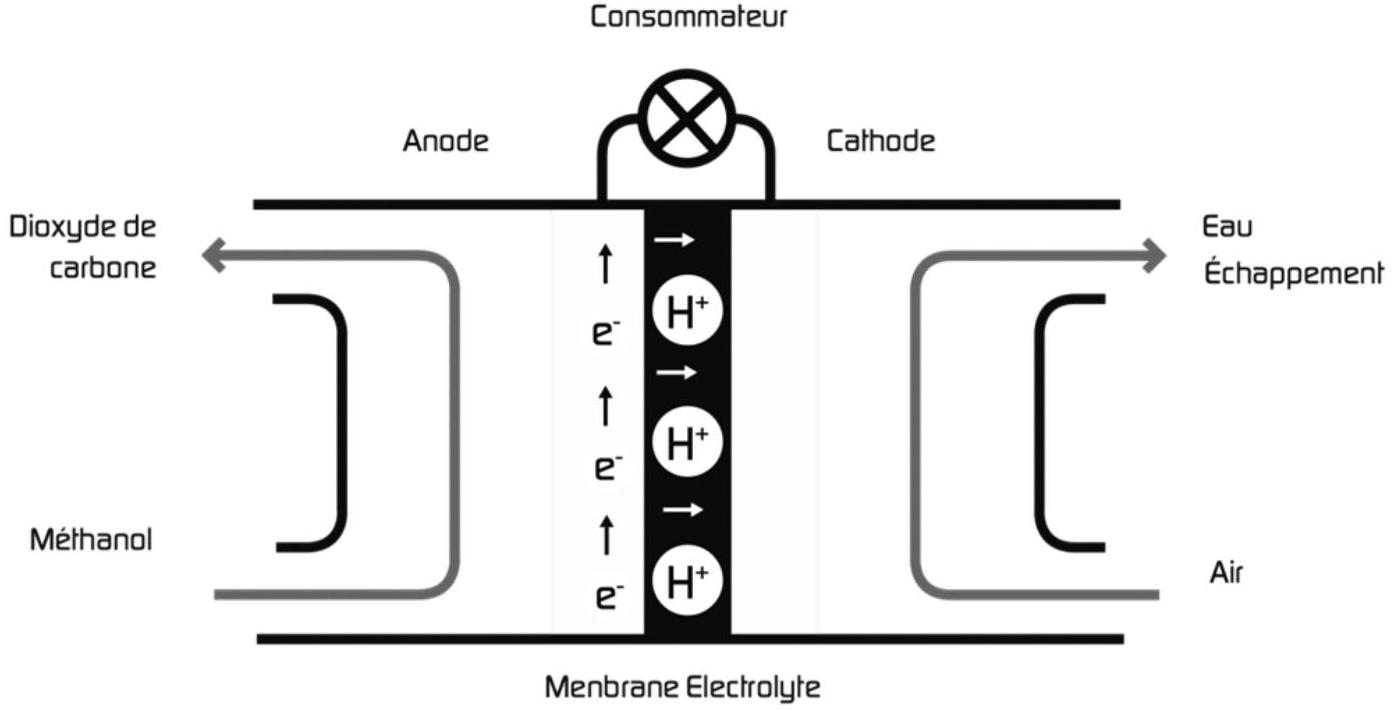 Consommateur
Anode
Cathode
Dioxyde de
carbone
Eau
Échappement
e⁻
H⁺
e⁻
H⁺
e⁻
H⁺
Méthanol
Air
Menbrane Electrolyte